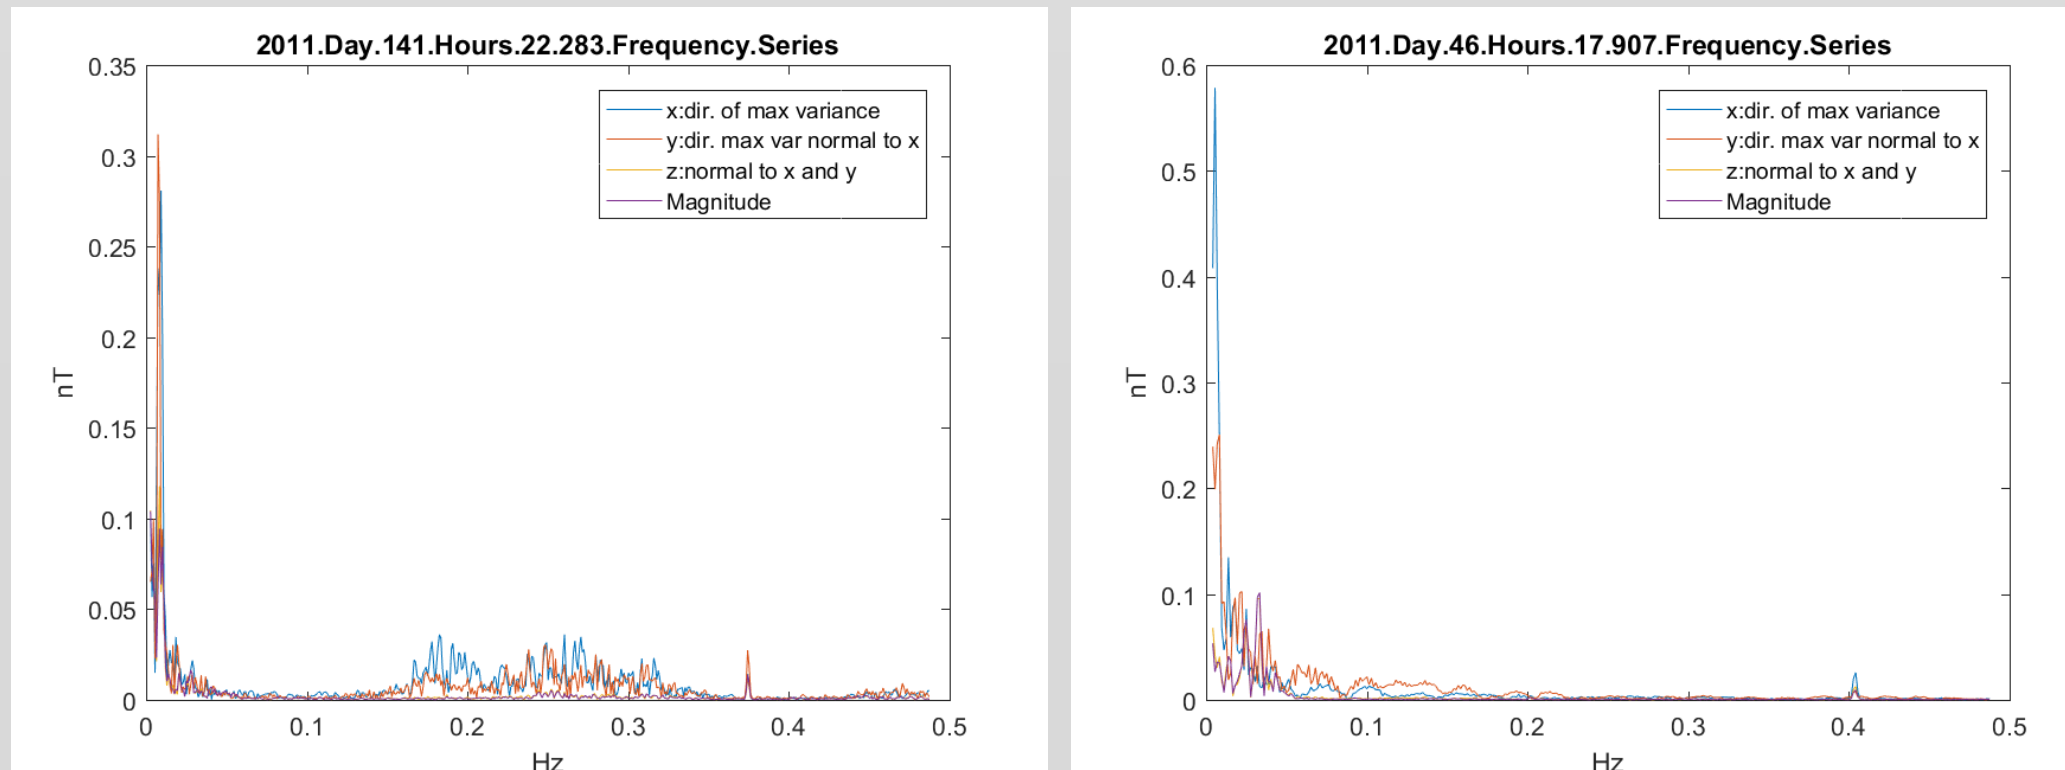 2011.Day.141.Hours.22.283.Frequency.Series
0.35
0.3
0.25
0.2
0.15
0.1
0.05
0
nT
x:dir. of max variance
y:dir. max var normal to x
z:normal to x and y
Magnitude
0
0.1
0.2
0.3
0.4
0.5
Hz
2011.Day.46.Hours.17.907.Frequency.Series
0.6
0.5
0.4
0.3
0.2
0.1
0
nT
x:dir. of max variance
y:dir. max var normal to x
z:normal to x and y
Magnitude
0
0.1
0.2
0.3
0.4
0.5
Hz